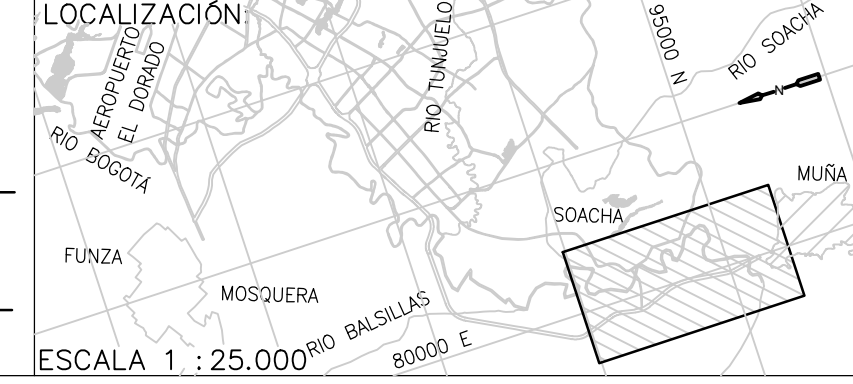 LOCALIZACIÓN:
AEROPUERTO
EL DORADO
RIO BOGOTÁ
RIO TUNJUELO
95000 N
RIO SOACHA
N
MUÑA
SOACHA
FUNZA
MOSQUERA
RIO BALSILLAS
80000 E
ESCALA 1 : 25.000